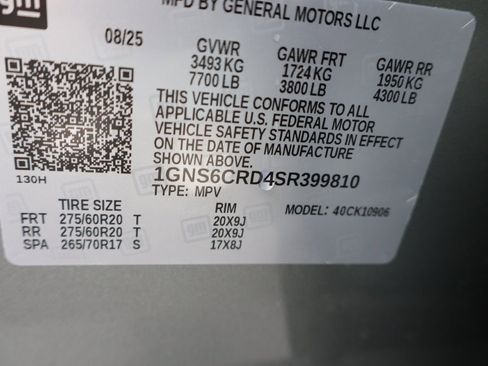 gm
MFD BY GENERAL MOTORS LLC
08/25 GVWR GAWR FRT GAWR RR
3493 KG 1724 KG 1950 KG
7700 LB 3800 LB 4300 LB
THIS VEHICLE CONFORMS TO ALL
APPLICABLE U.S. FEDERAL MOTOR
VEHICLE SAFETY STANDARDS IN EFFECT
ON THE DATE OF MANUFACTURE
SHOWN ABOVE.
130H 1GNS6CRD4SR399810
TYPE: MPV
TIRE SIZE RIM MODEL: 40CK10906
FRT 275/60R20 T 20X9J
RR 275/60R20 T 20X9J
SPA 265/70R17 S 17X8J